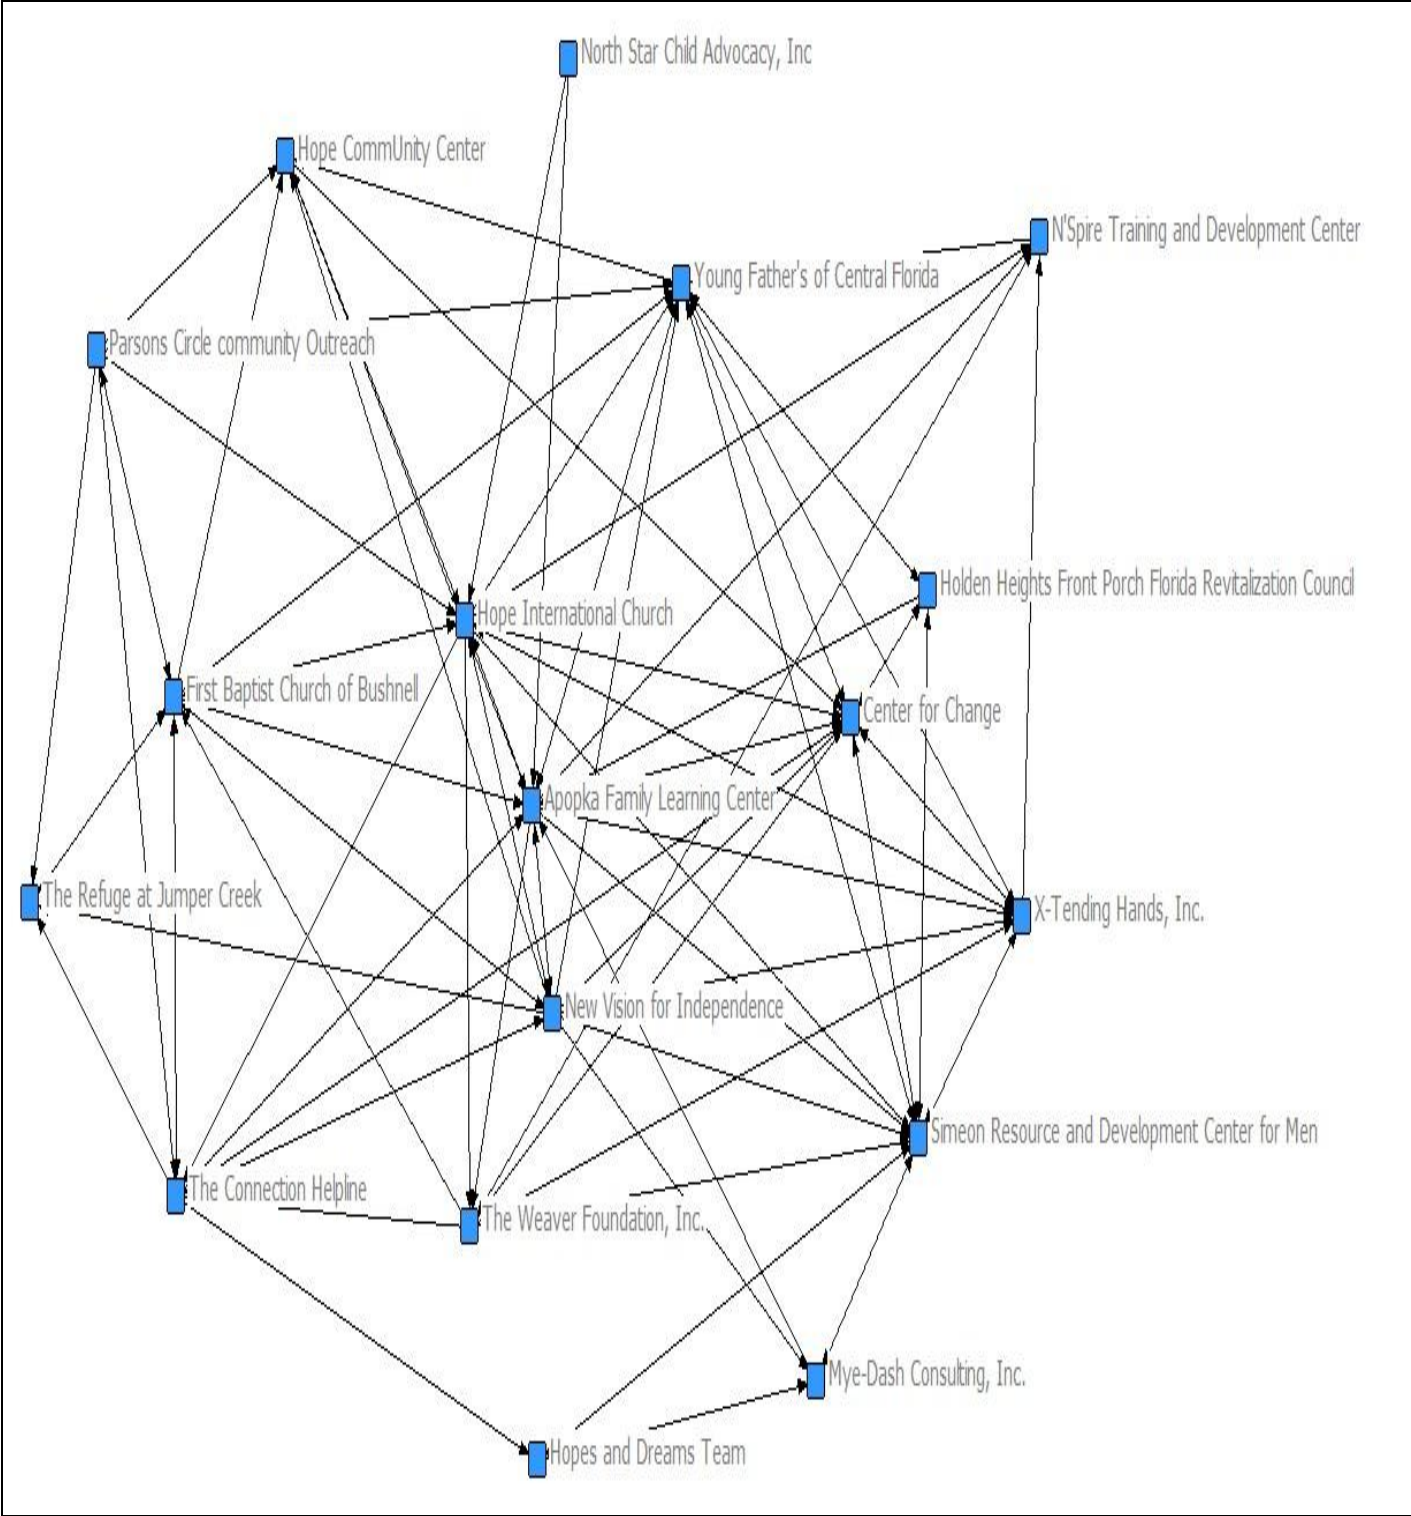 North Star Child Advocacy, Inc
Hope CommUnity Center
N'Spire Training and Development Center
Young Father's of Central Florida
Parsons Circle community Outreach
Holden Heights Front Porch Florida Revitalization Council
Hope International Church
First Baptist Church of Bushnell
Center for Change
Apopka Family Learning Center
The Refuge at Jumper Creek
X-Tending Hands, Inc.
New Vision for Independence
Simeon Resource and Development Center for Men
The Connection Helpline
The Weaver Foundation, Inc.
Mye-Dash Consulting, Inc.
Hopes and Dreams Team